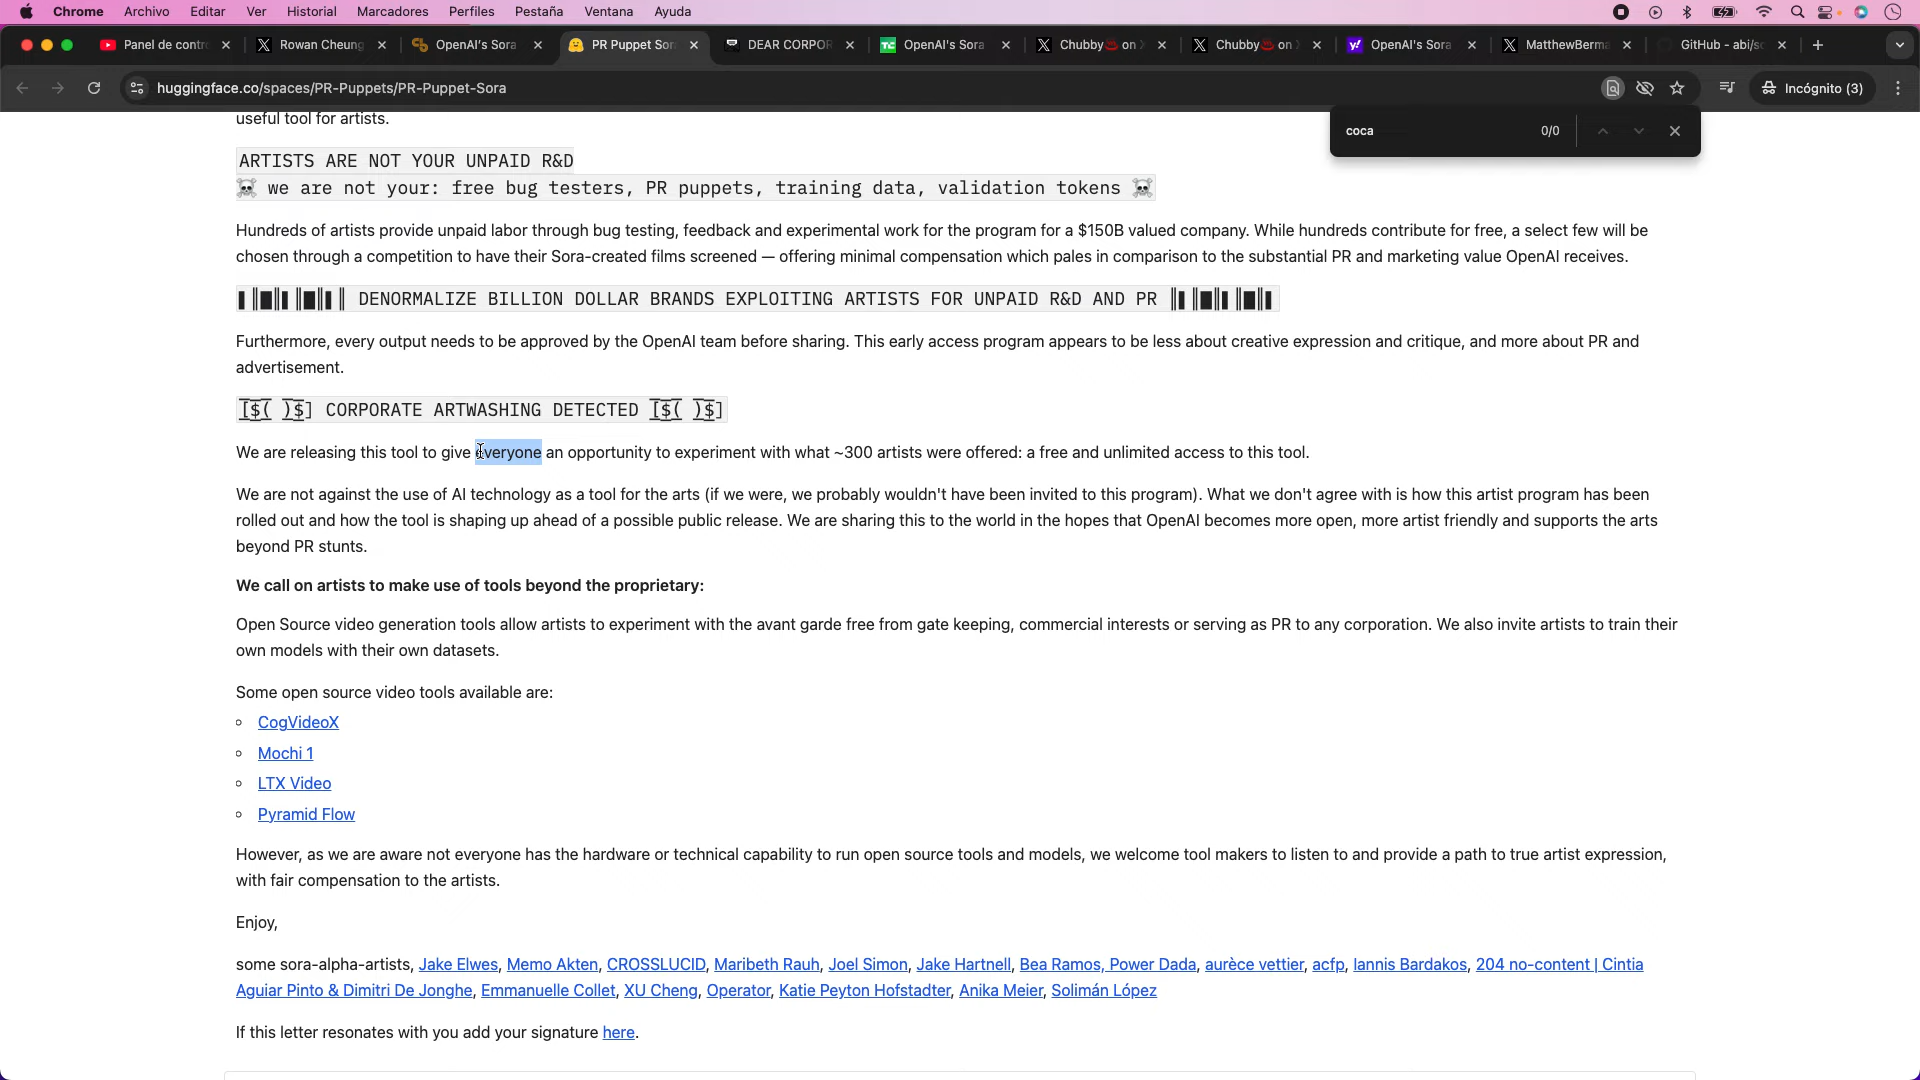 Chrome Archivo Editar Ver Historial Marcadores Perfiles Pestaña Ventana Ayuda
Panel de contr Rowan Cheung OpenAI's Sora PR Puppet Sor DEAR CORPOR OpenAI's Sora Chubby♨️ on X Chubby♨️ on X OpenAI's Sora MatthewBerma GitHub - abi/sc
huggingface.co/spaces/PR-Puppets/PR-Puppet-Sora Incógnito (3)
coca 0/0
useful tool for artists.
ARTISTS ARE NOT YOUR UNPAID R&D
☠️ we are not your: free bug testers, PR puppets, training data, validation tokens ☠️
Hundreds of artists provide unpaid labor through bug testing, feedback and experimental work for the program for a $150B valued company. While hundreds contribute for free, a select few will be
chosen through a competition to have their Sora-created films screened — offering minimal compensation which pales in comparison to the substantial PR and marketing value OpenAI receives.
▌║█║▌║█║▌║ DENORMALIZE BILLION DOLLAR BRANDS EXPLOITING ARTISTS FOR UNPAID R&D AND PR ║▌║█║▌║█║▌
Furthermore, every output needs to be approved by the OpenAI team before sharing. This early access program appears to be less about creative expression and critique, and more about PR and
advertisement.
[̲̅$̲̅( )$̲̅] CORPORATE ARTWASHING DETECTED [̲̅$̲̅( )$̲̅]
We are releasing this tool to give everyone an opportunity to experiment with what ~300 artists were offered: a free and unlimited access to this tool.
We are not against the use of AI technology as a tool for the arts (if we were, we probably wouldn't have been invited to this program). What we don't agree with is how this artist program has been
rolled out and how the tool is shaping up ahead of a possible public release. We are sharing this to the world in the hopes that OpenAI becomes more open, more artist friendly and supports the arts
beyond PR stunts.
We call on artists to make use of tools beyond the proprietary:
Open Source video generation tools allow artists to experiment with the avant garde free from gate keeping, commercial interests or serving as PR to any corporation. We also invite artists to train their
own models with their own datasets.
Some open source video tools available are:
CogVideoX
Mochi 1
LTX Video
Pyramid Flow
However, as we are aware not everyone has the hardware or technical capability to run open source tools and models, we welcome tool makers to listen to and provide a path to true artist expression,
with fair compensation to the artists.
Enjoy,
some sora-alpha-artists, Jake Elwes, Memo Akten, CROSSLUCID, Maribeth Rauh, Joel Simon, Jake Hartnell, Bea Ramos, Power Dada, aurèce vettier, acfp, Iannis Bardakos, 204 no-content | Cintia
Aguiar Pinto & Dimitri De Jonghe, Emmanuelle Collet, XU Cheng, Operator, Katie Peyton Hofstadter, Anika Meier, Solimán López
If this letter resonates with you add your signature here.